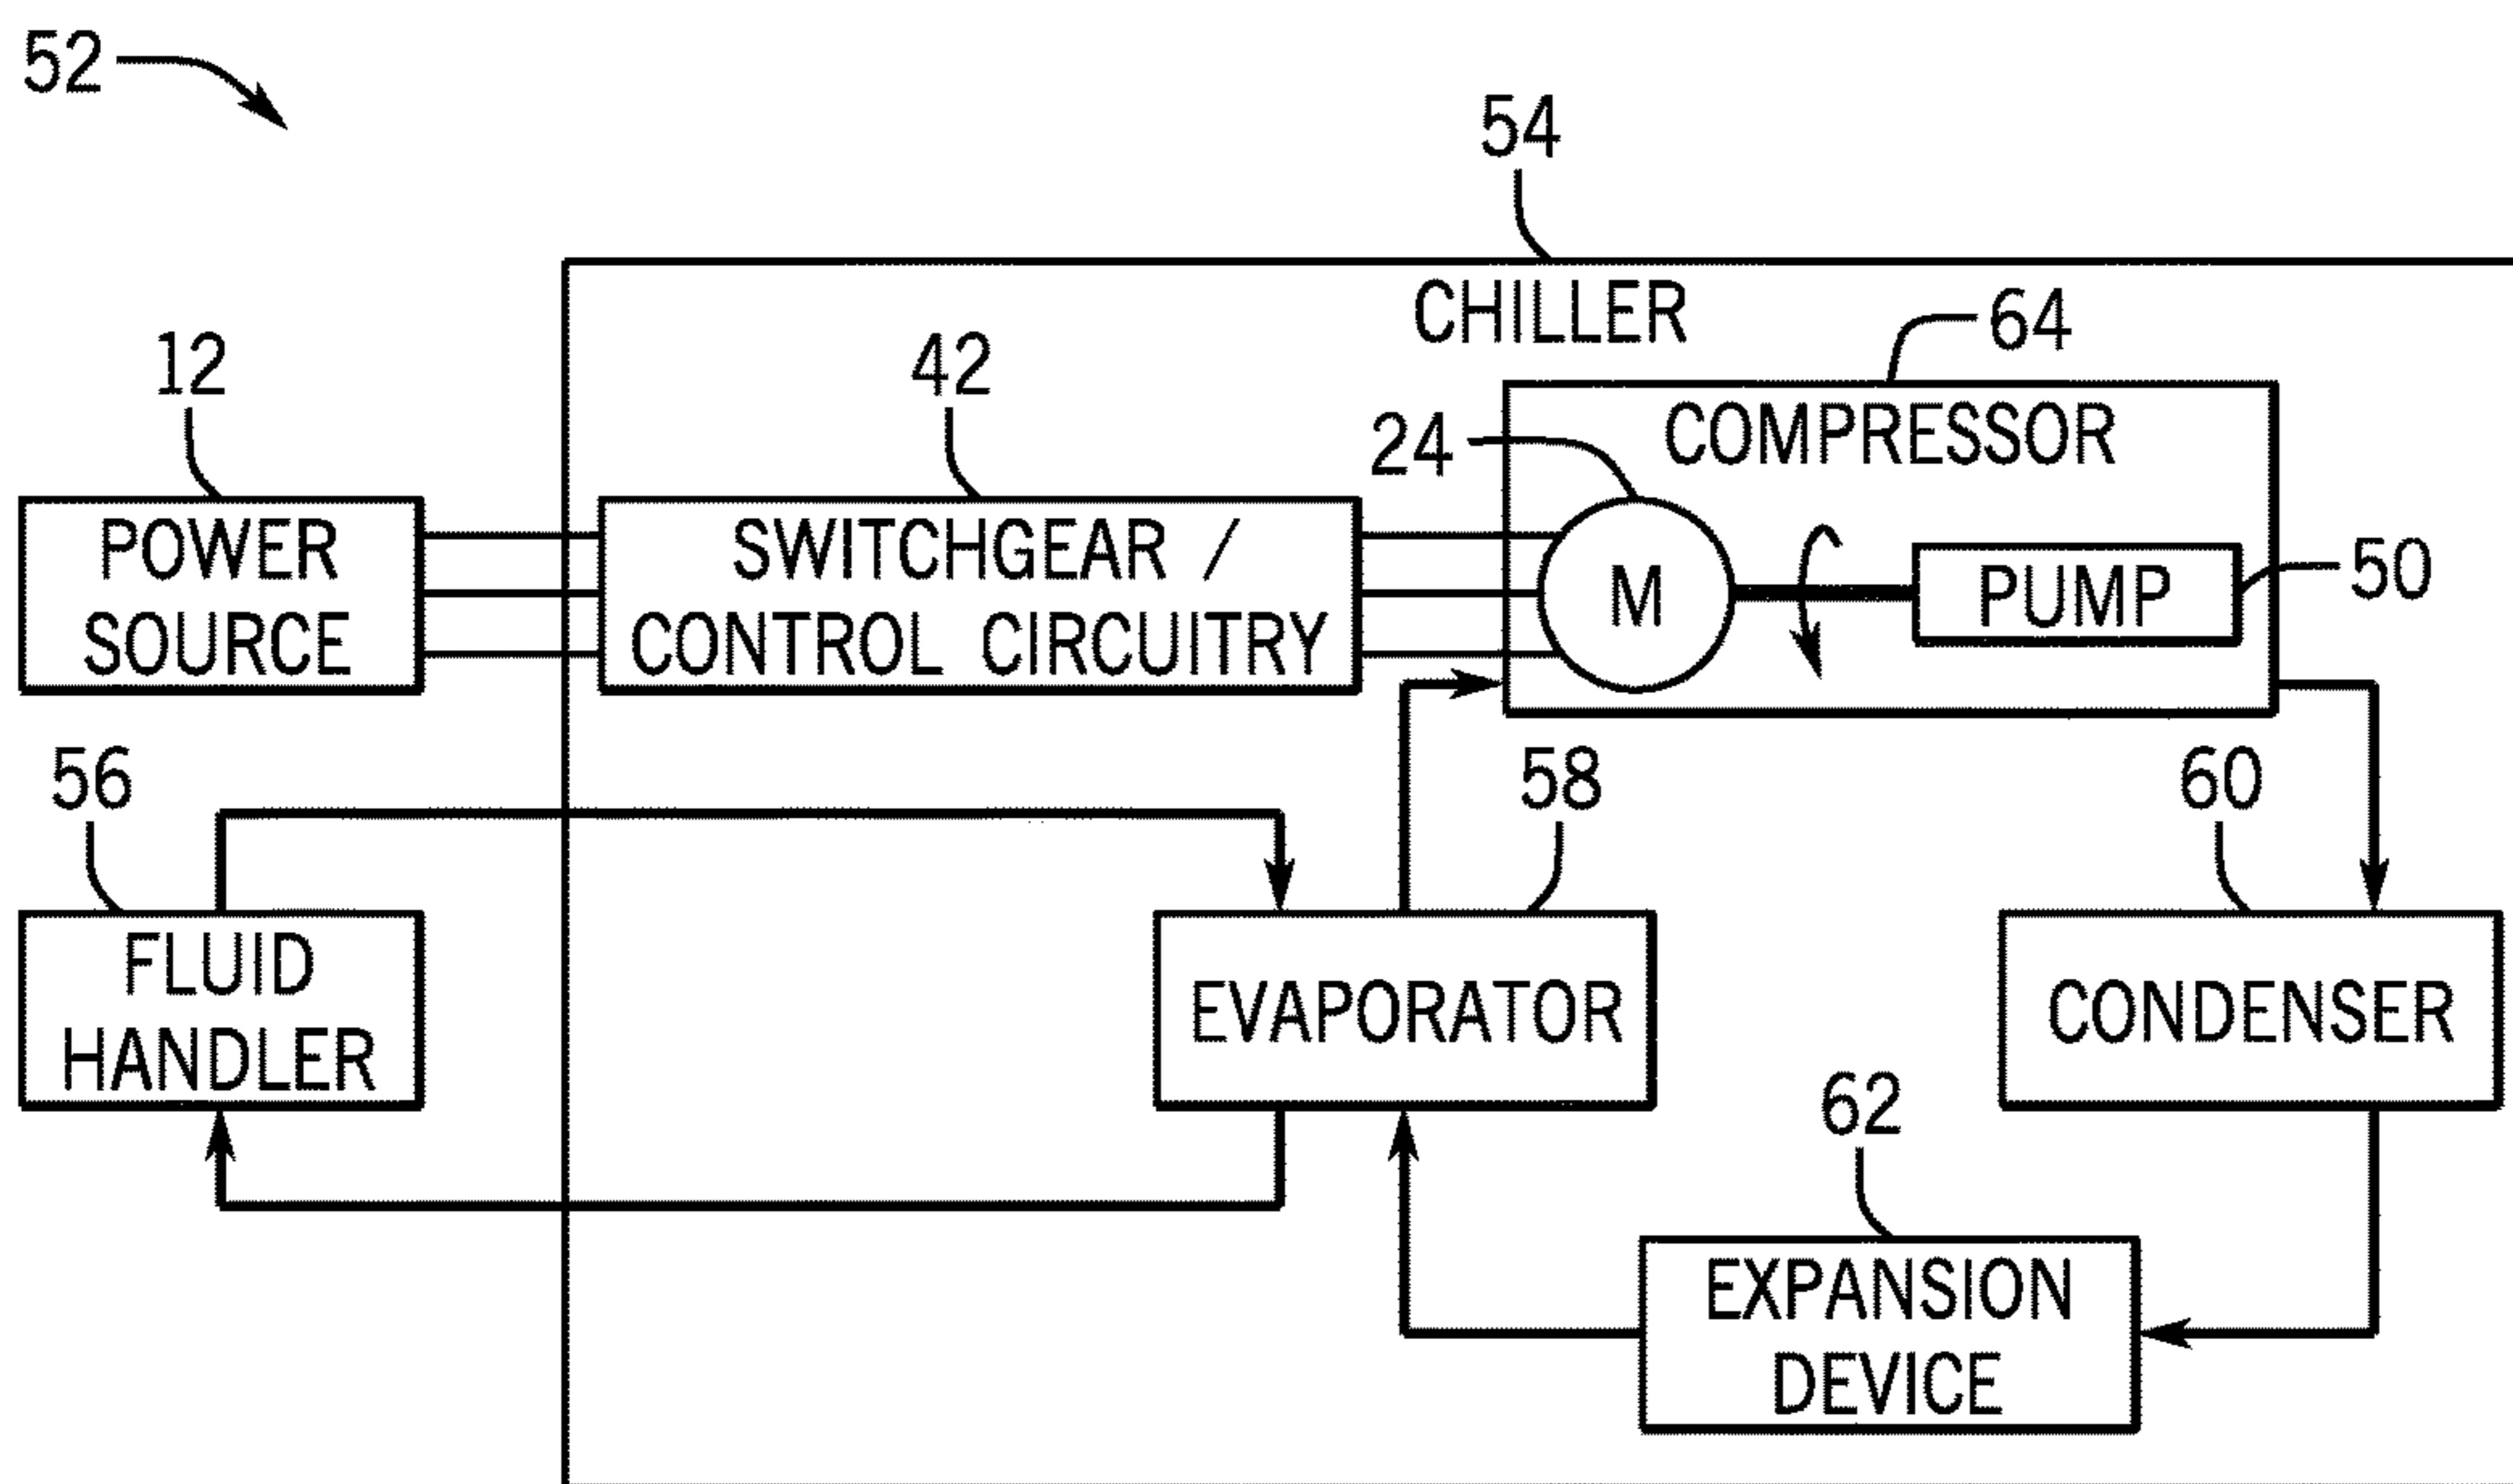 52
54
CHILLER
64
12
42
24
COMPRESSOR
POWER
SOURCE
SWITCHGEAR /
CONTROL CIRCUITRY
M
PUMP
50
56
58
60
FLUID
HANDLER
EVAPORATOR
CONDENSER
62
EXPANSION
DEVICE